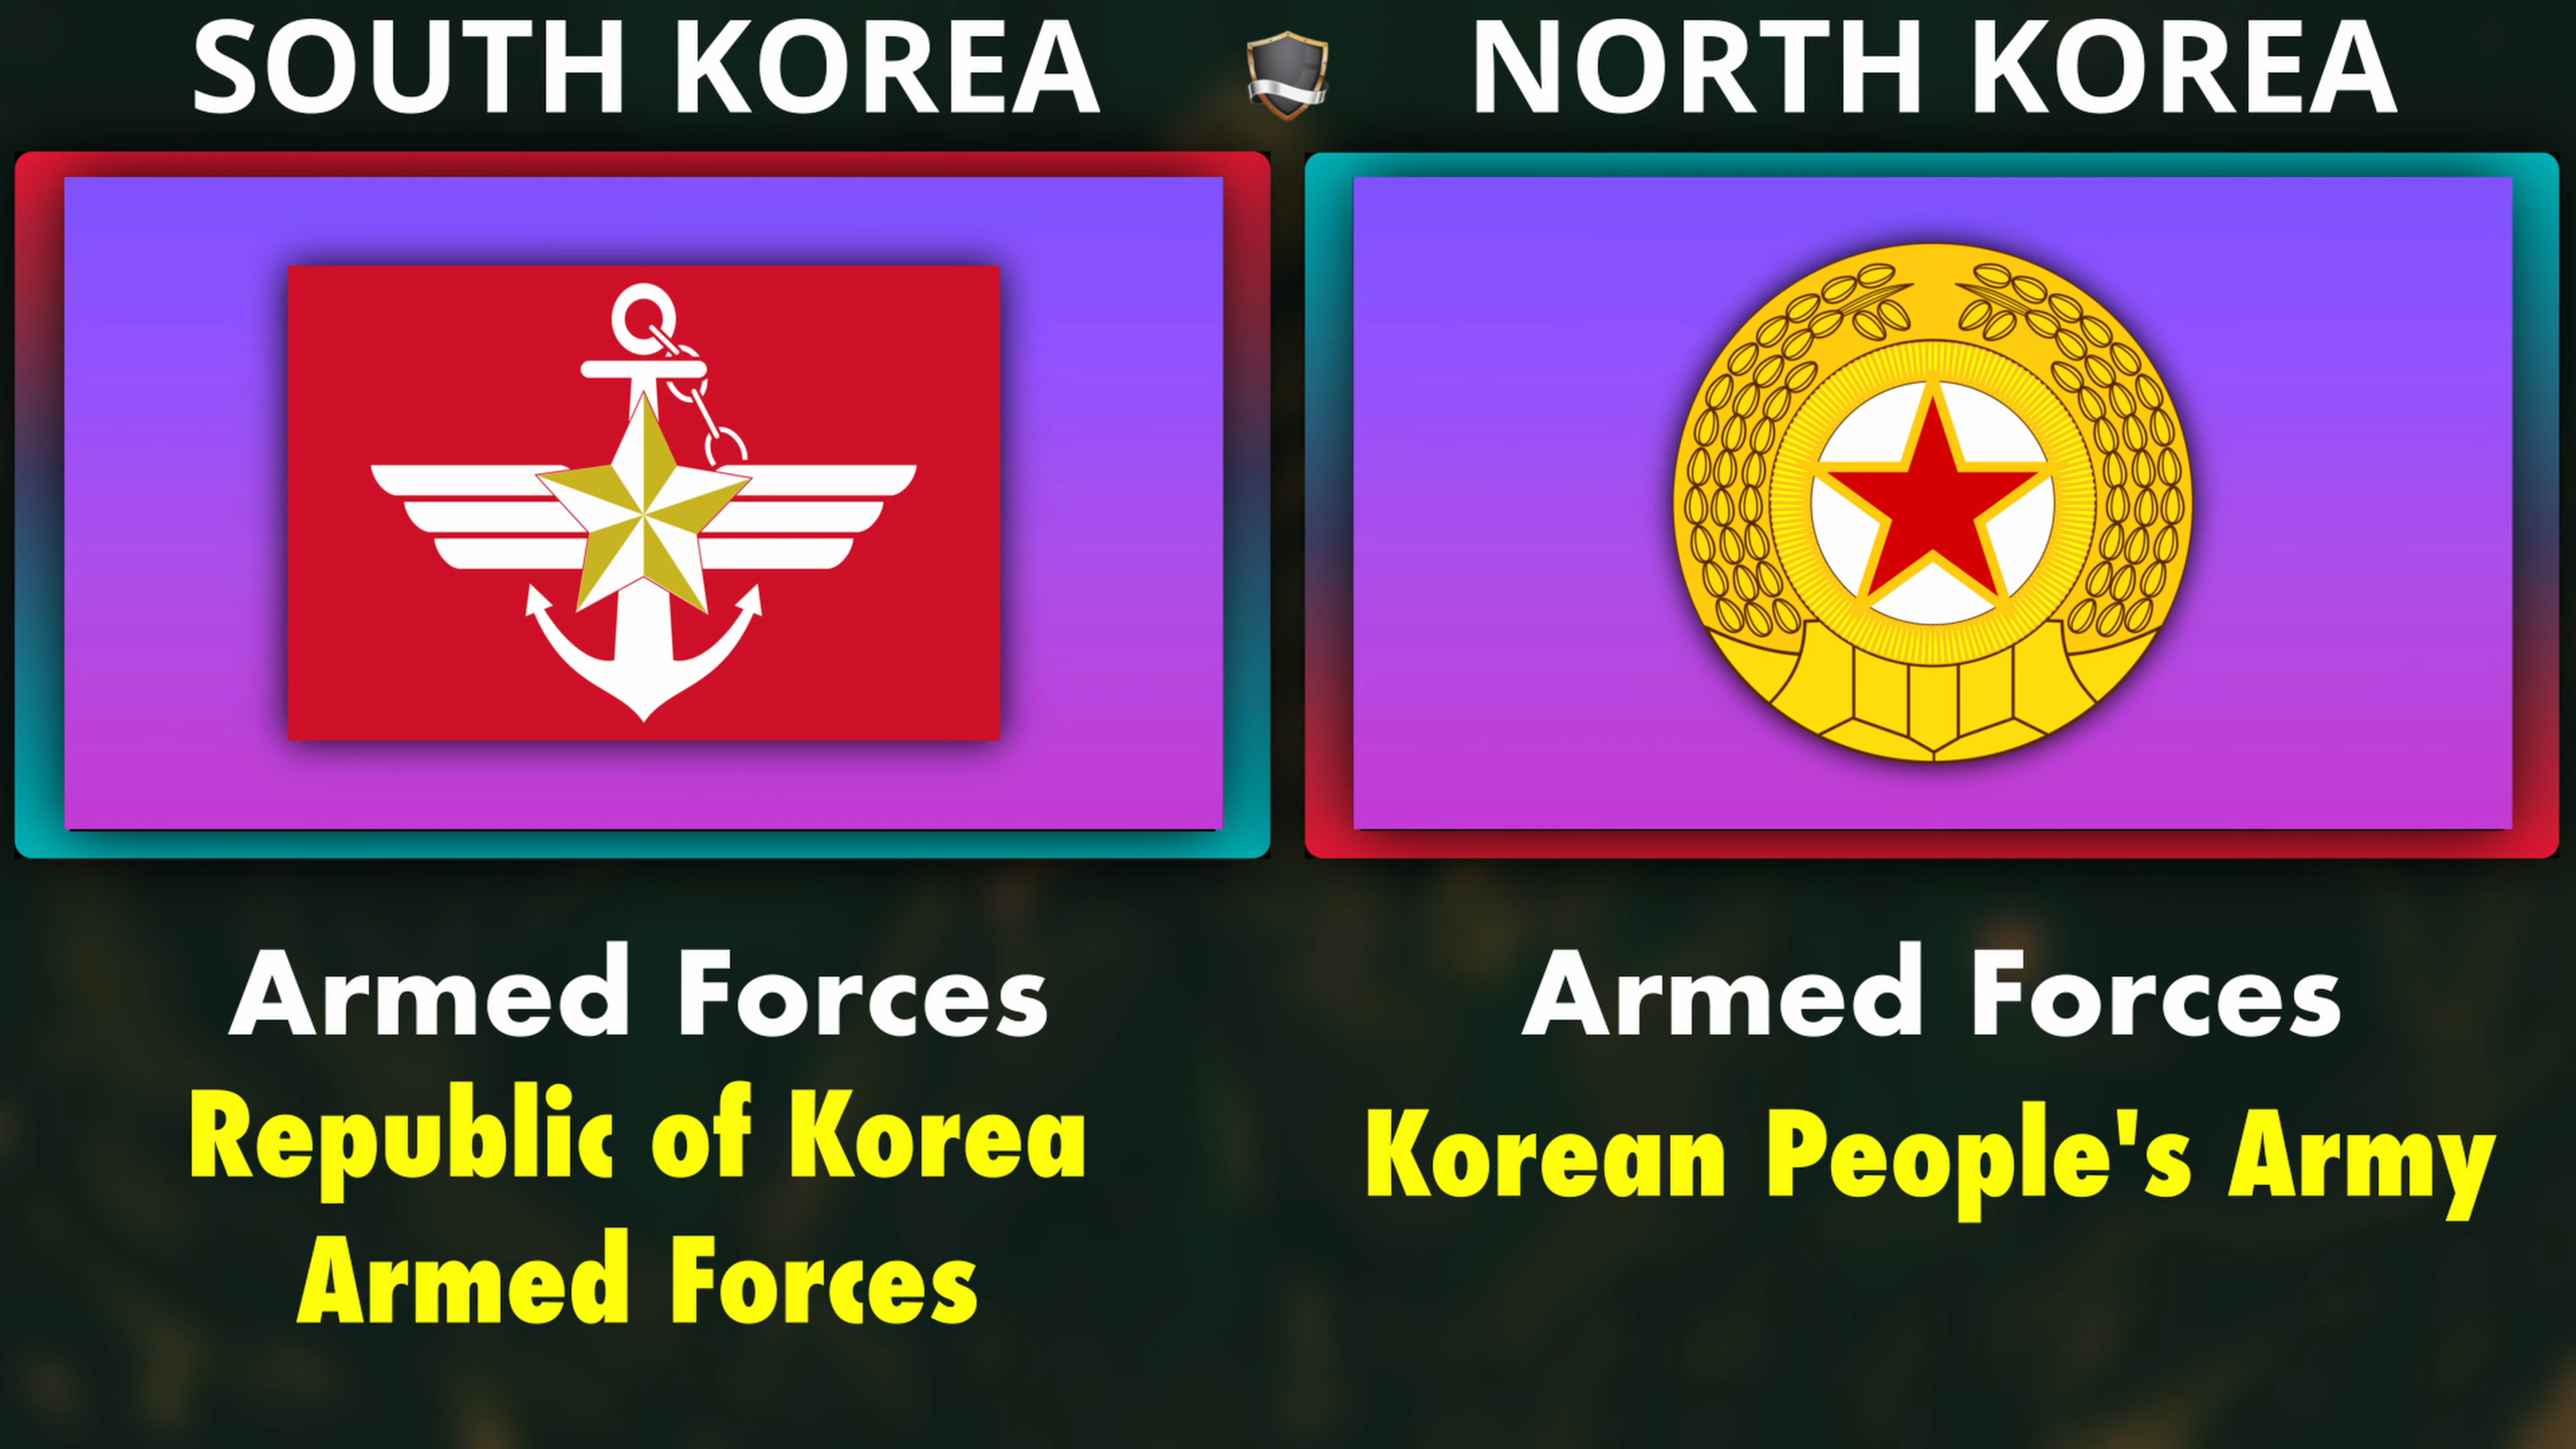 SOUTH KOREA
NORTH KOREA
Armed Forces
Republic of Korea
Armed Forces
Armed Forces
Korean People's Army